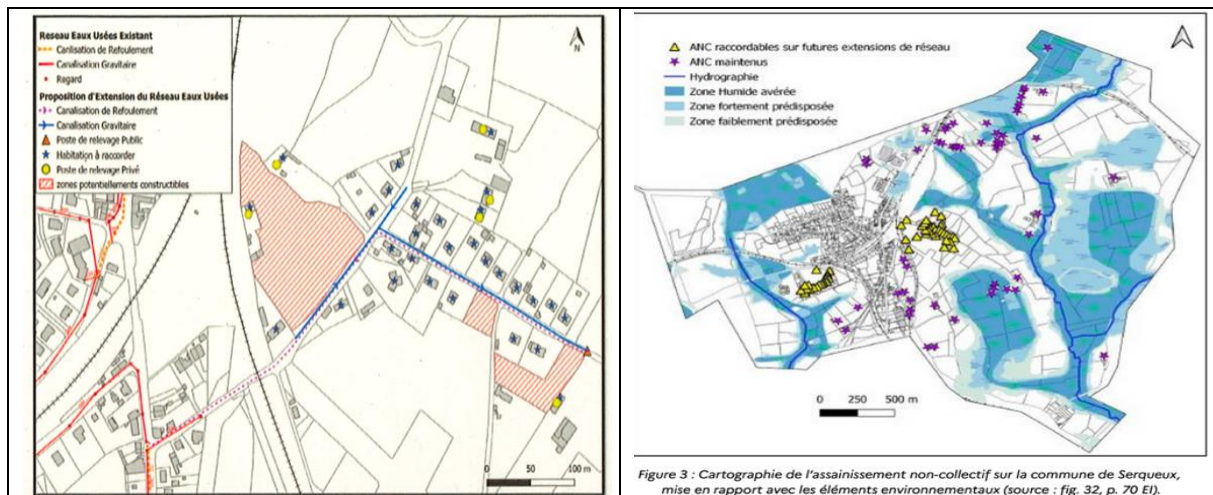 Reseau Eaux Usées Existant
Canlisation de Refoulement
Canalisation Gravitaire
Regard
Proposition d'Extension du Réseau Eaux Usées
Canalisation de Refoulement
Canalisation Gravitaire
Poste de relevage Public
Habitation à raccorder
Poste de relevage Privé
zones potentiellements constructibles
N
0 50 100 m
ANC raccordables sur futures extensions de réseau
ANC maintenus
Hydrographie
Zone Humide avérée
Zone fortement prédisposée
Zone faiblement prédisposée
0 250 500 m
Figure 3 : Cartographie de l'assainissement non-collectif sur la commune de Serqueux,
mise en rapport avec les éléments environnementaux (source : fig. 32, p. 70 EI).